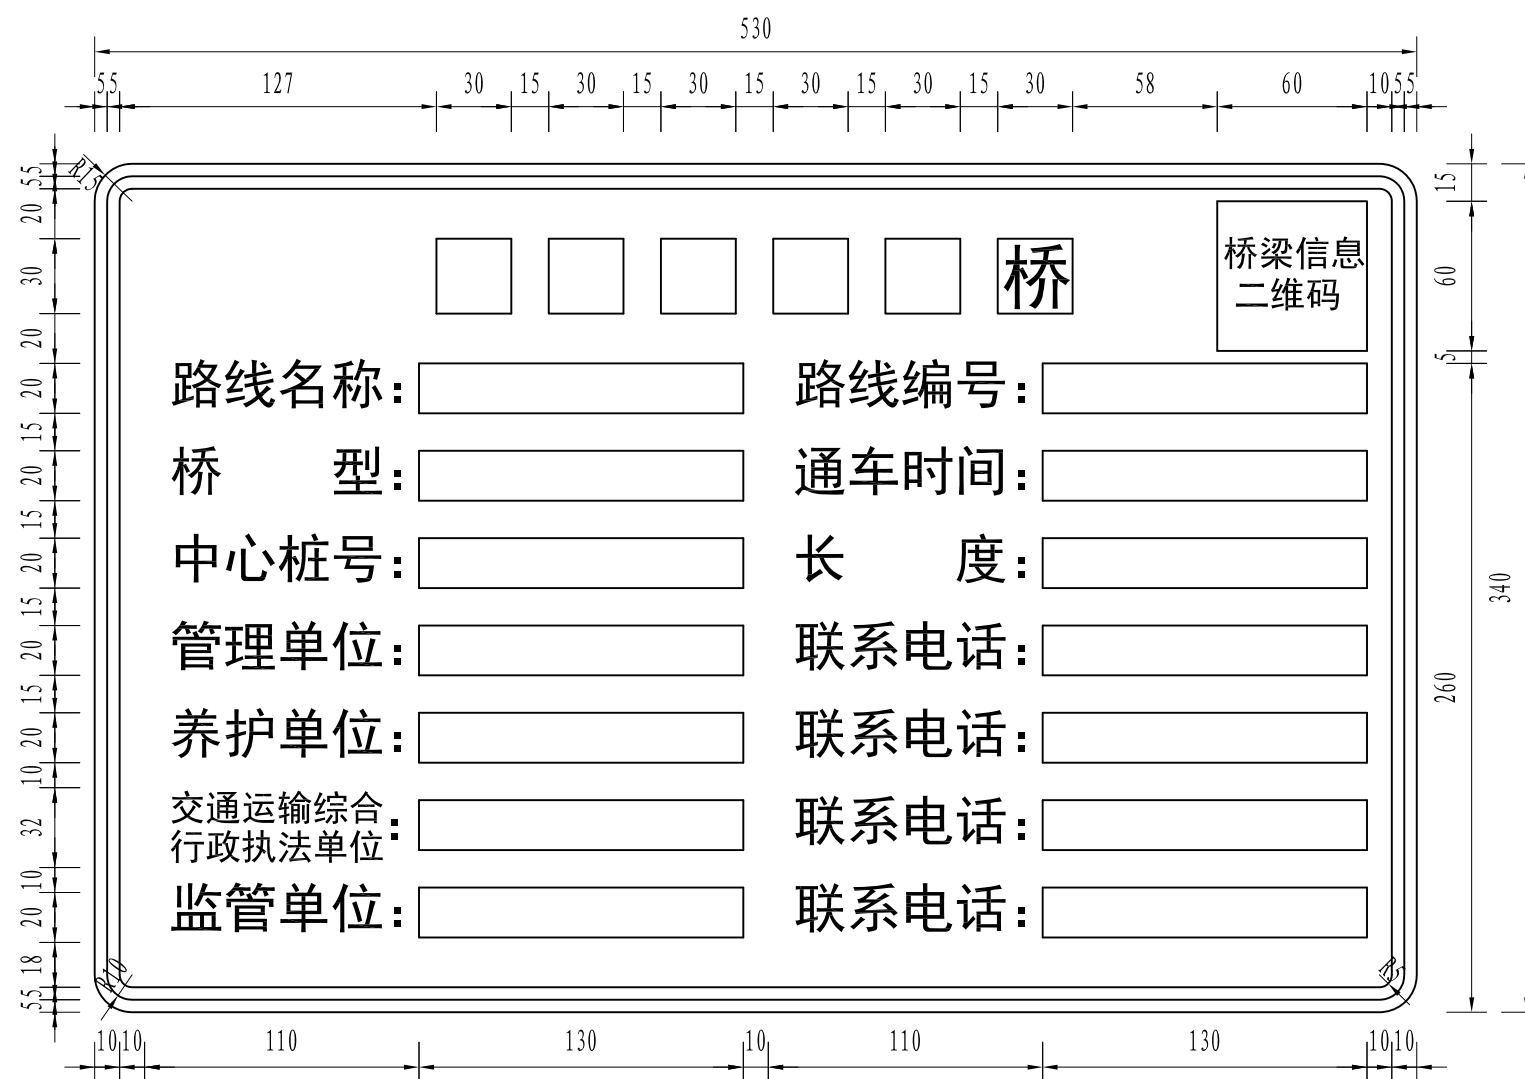 530
5 5 127 30 15 30 15 30 15 30 15 30 15 30 58 60 10 5 5
R15
桥
桥梁信息
二维码
路线名称：
路线编号：
桥 型：
通车时间：
中心桩号：
长 度：
管理单位：
联系电话：
养护单位：
联系电话：
交通运输综合
行政执法单位：
联系电话：
监管单位：
联系电话：
R10
R5
5 5 20 30 20 20 15 20 15 20 15 20 15 20 10 32 10 20 18 5 5
15 60 5 260
340
10 10 110 130 10 110 130 10 10